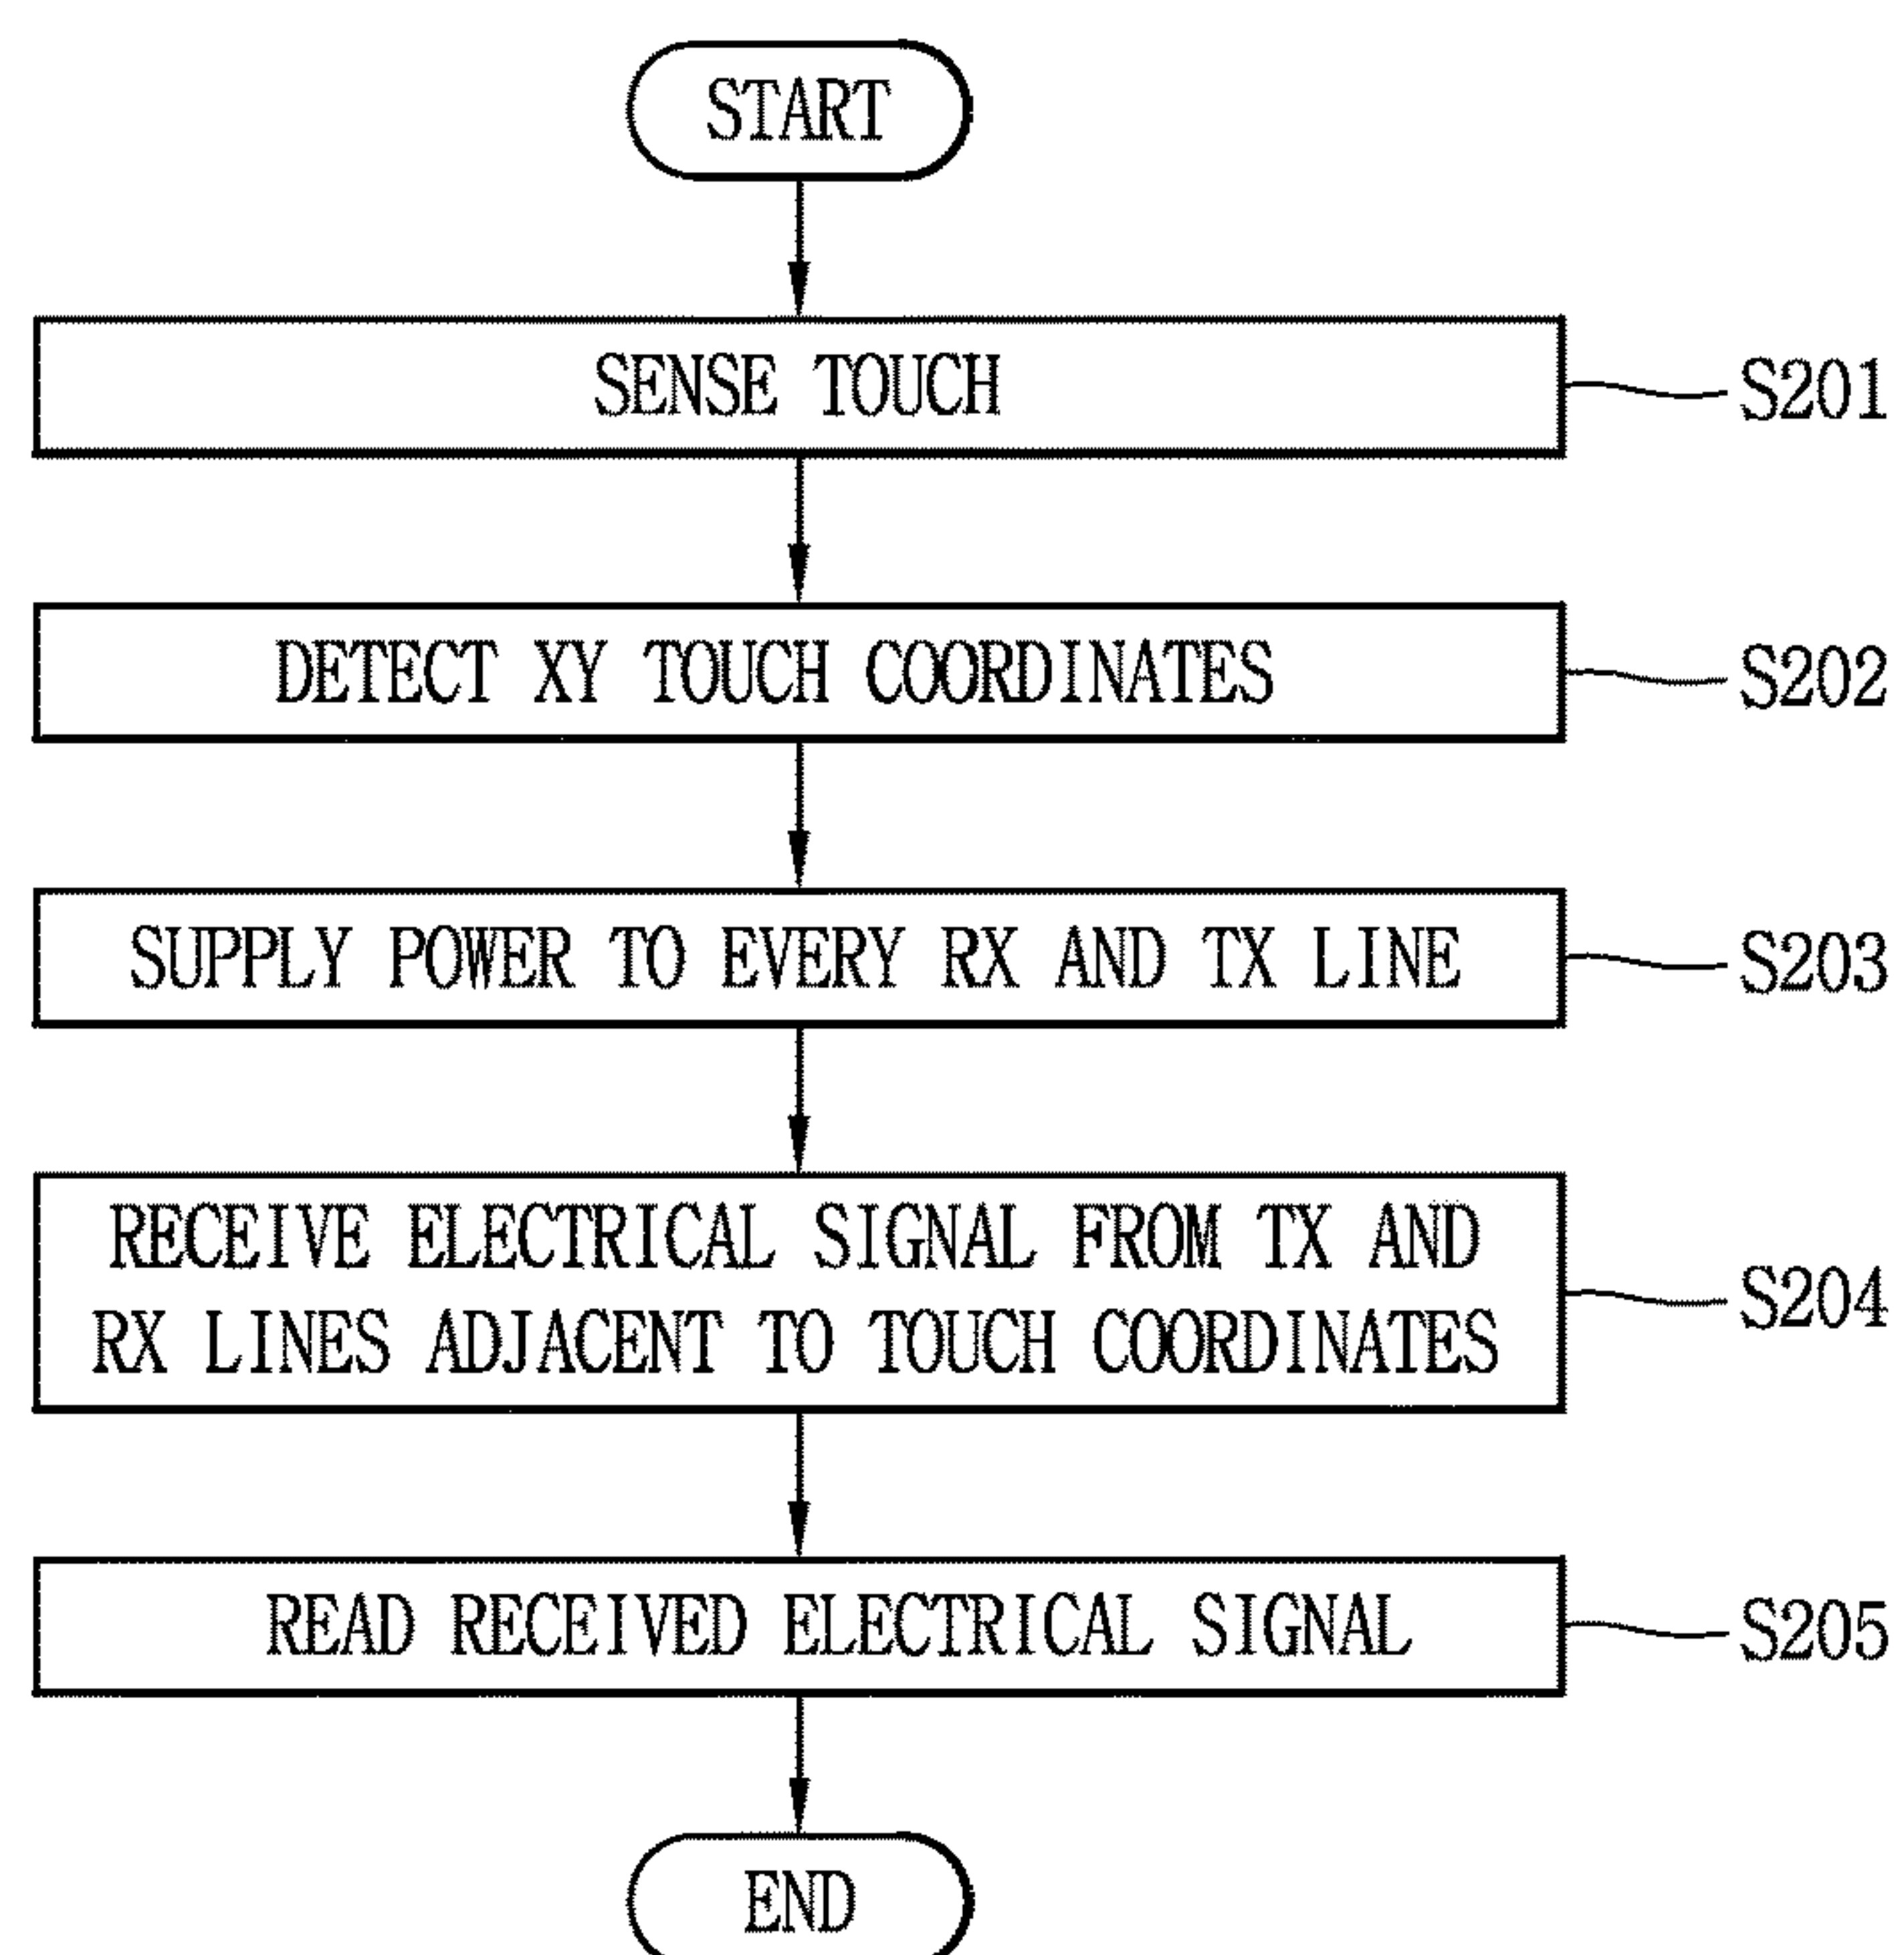 START
SENSE TOUCH
S201
DETECT XY TOUCH COORDINATES
S202
SUPPLY POWER TO EVERY RX AND TX LINE
S203
RECEIVE ELECTRICAL SIGNAL FROM TX AND
RX LINES ADJACENT TO TOUCH COORDINATES
S204
READ RECEIVED ELECTRICAL SIGNAL
S205
END